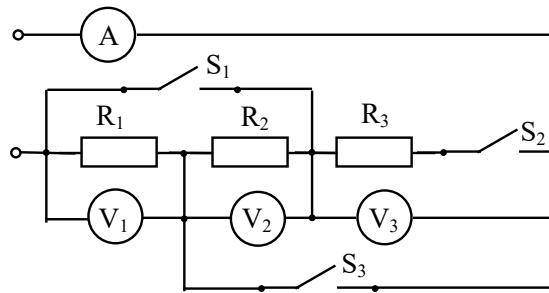 A
S₁
R₁ R₂ R₃ S₂
V₁ V₂ V₃
S₃